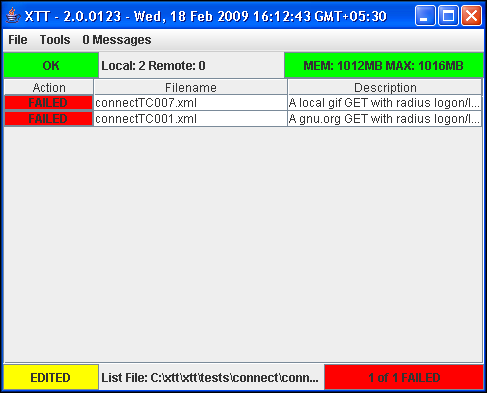 XTT - 2.0.0123 - Wed, 18 Feb 2009 16:12:43 GMT+05:30
File Tools 0 Messages
OK Local: 2 Remote: 0 MEM: 1012MB MAX: 1016MB
Action Filename Description
FAILED connectTC007.xml A local gif GET with radius logon/l...
FAILED connectTC001.xml A gnu.org GET with radius logon/l...
EDITED List File: C:\xtt\xtt\tests\connect\conn... 1 of 1 FAILED